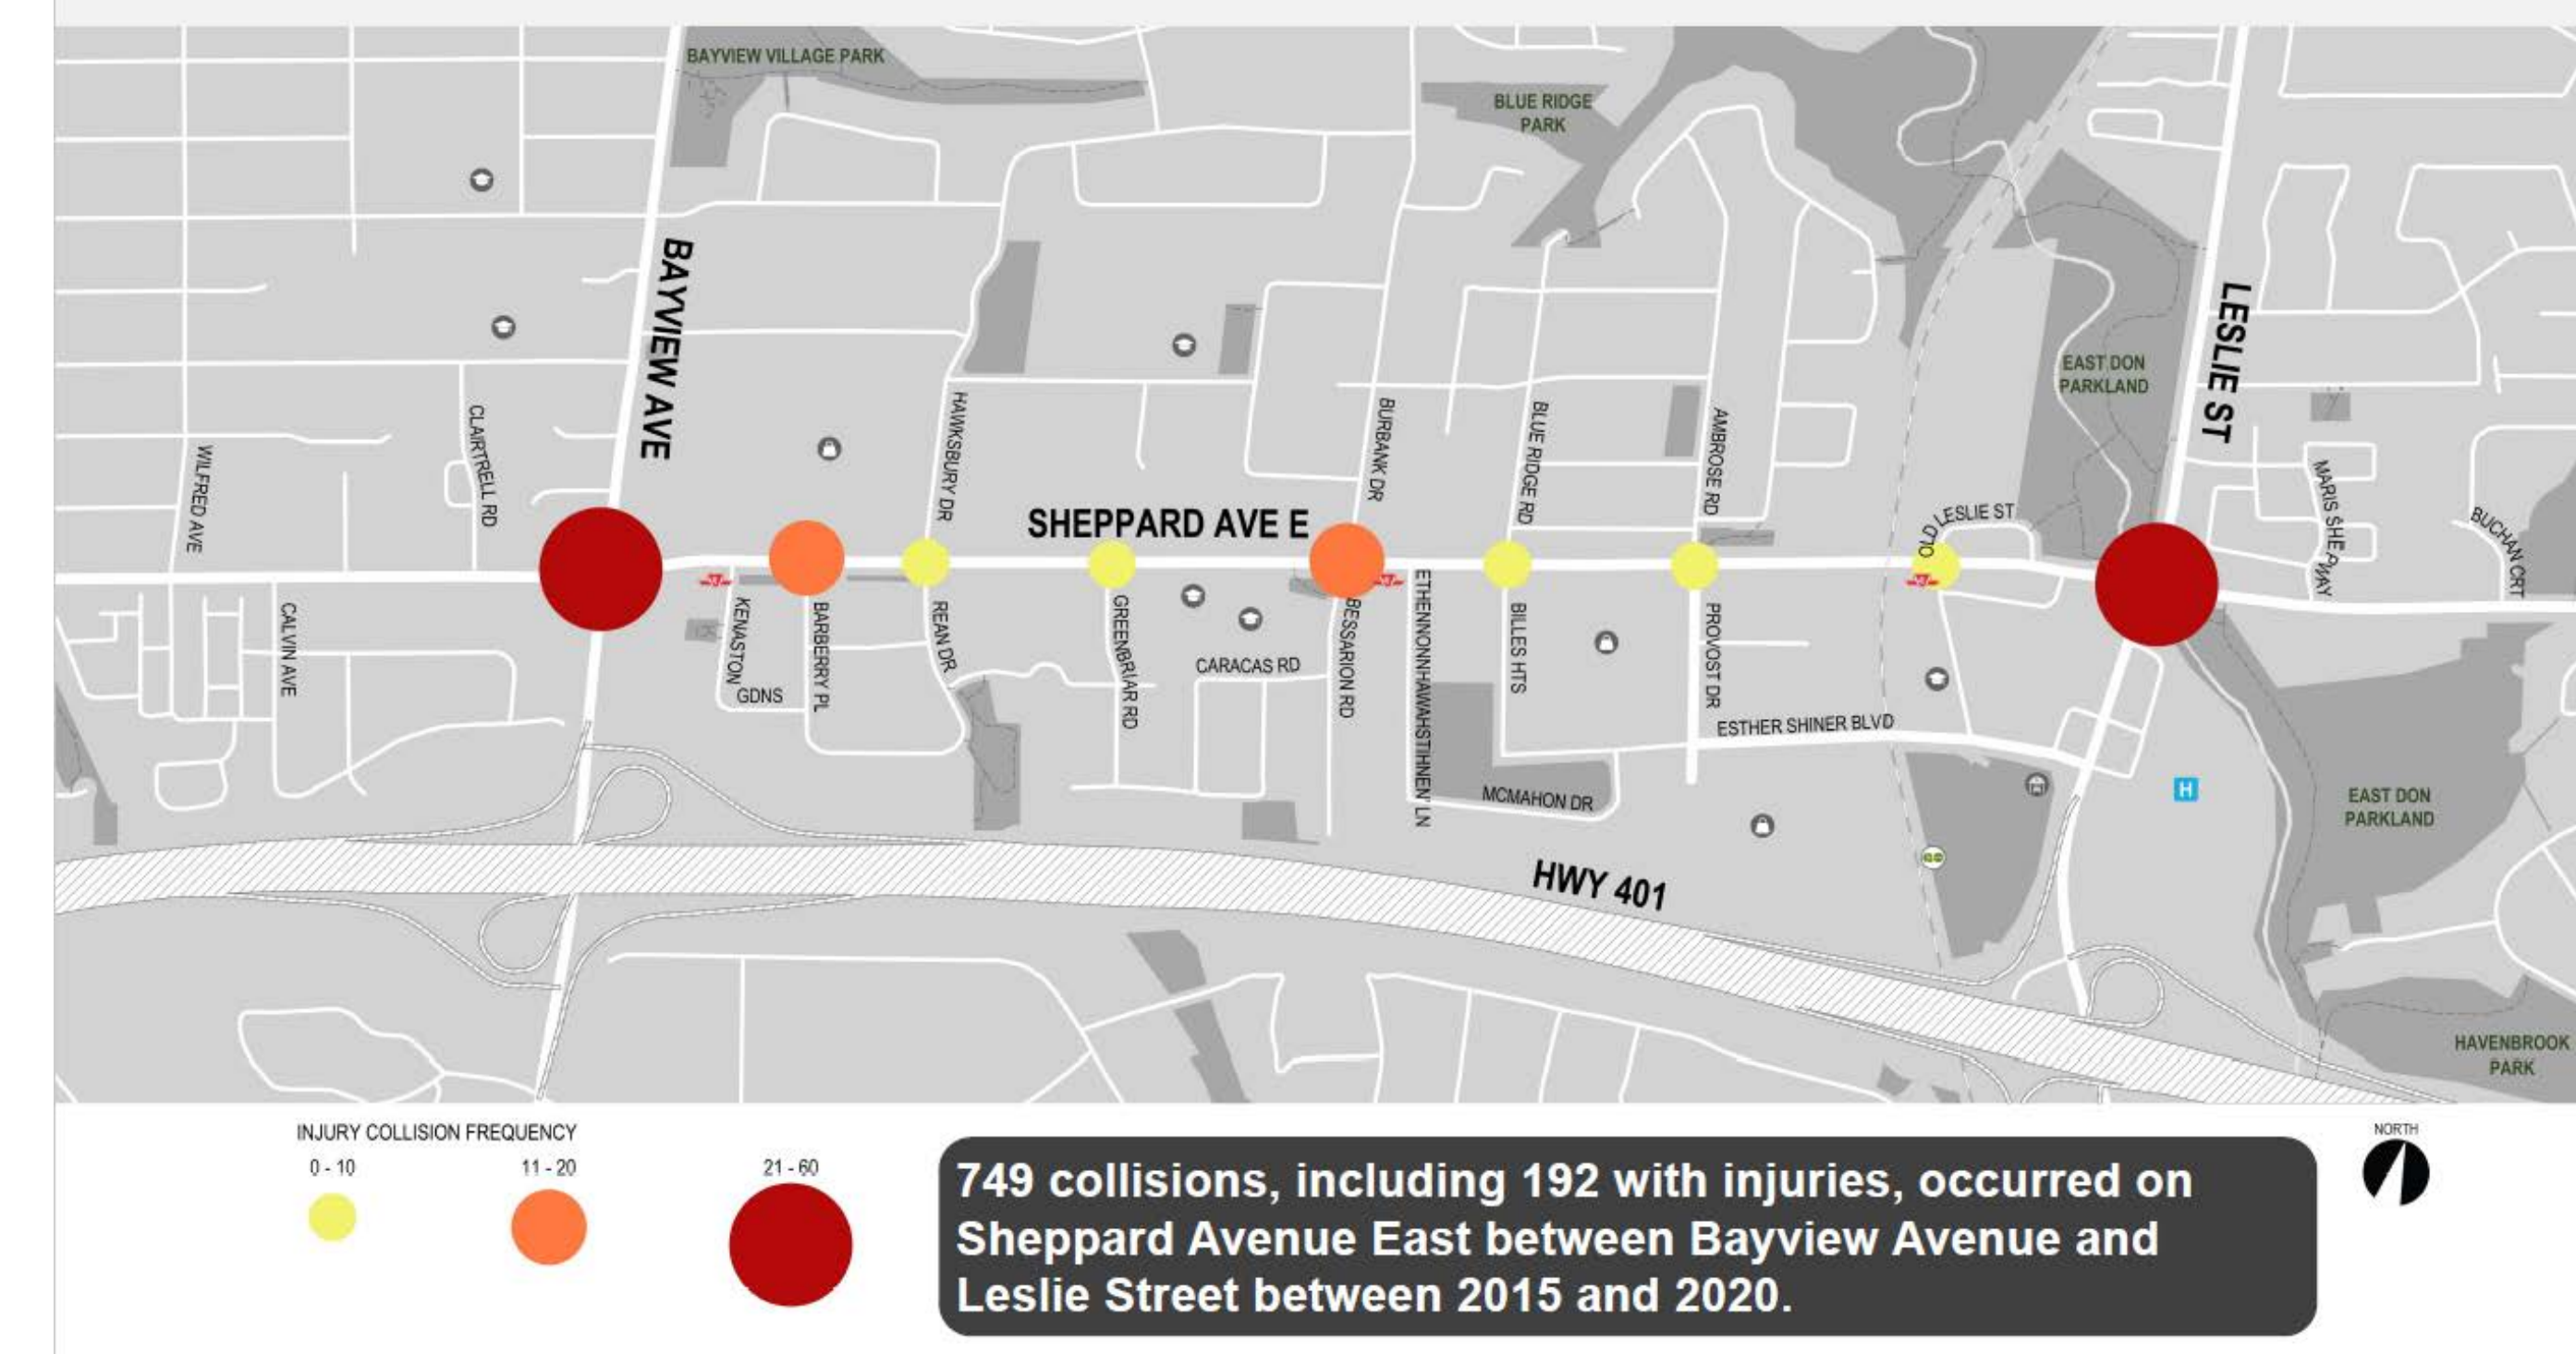 BAYVIEW VILLAGE PARK
BLUE RIDGE
PARK
BAYVIEW AVE
LESLIE ST
EAST DON
PARKLAND
WILFRED AVE
CLAIRTRELL RD
HAWKSBURY DR
BURBANK DR
BLUE RIDGE RD
AMBROSE RD
OLD LESLIE ST
MARIS SHEPWAY
BUCHAN CRT
SHEPPARD AVE E
CALVIN AVE
KENASTON
GDNS
BARBERRY PL
REAN DR
GREENBRIAR RD
CARACAS RD
BESSARION RD
ETHENNONNHAWAHSTIHNEN' LN
BILLES HTS
PROVOST DR
ESTHER SHINER BLVD
MCMAHON DR
H
EAST DON
PARKLAND
GO
HWY 401
HAVENBROOK
PARK
INJURY COLLISION FREQUENCY
0 - 10 11 - 20 21 - 60
749 collisions, including 192 with injuries, occurred on
Sheppard Avenue East between Bayview Avenue and
Leslie Street between 2015 and 2020.
NORTH